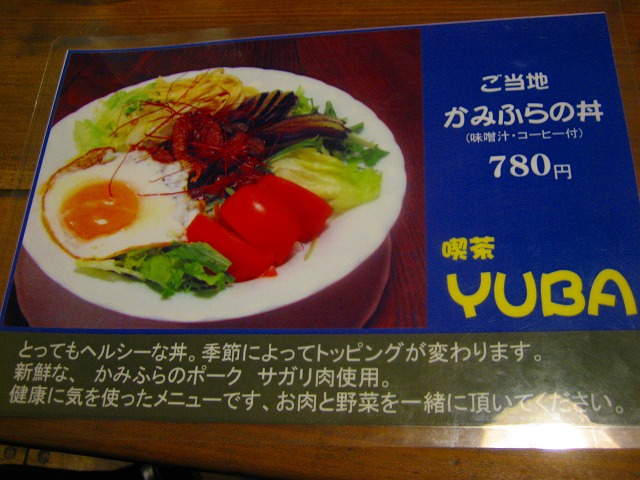 ご当地
かみふらの丼
(味噌汁・コーヒー付)
780円
喫茶
YUBA
とってもヘルシーな丼。季節によってトッピングが変わります。
新鮮な、かみふらのポーク サガリ肉使用。
健康に気を使ったメニューです、お肉と野菜を一緒に頂いてください。